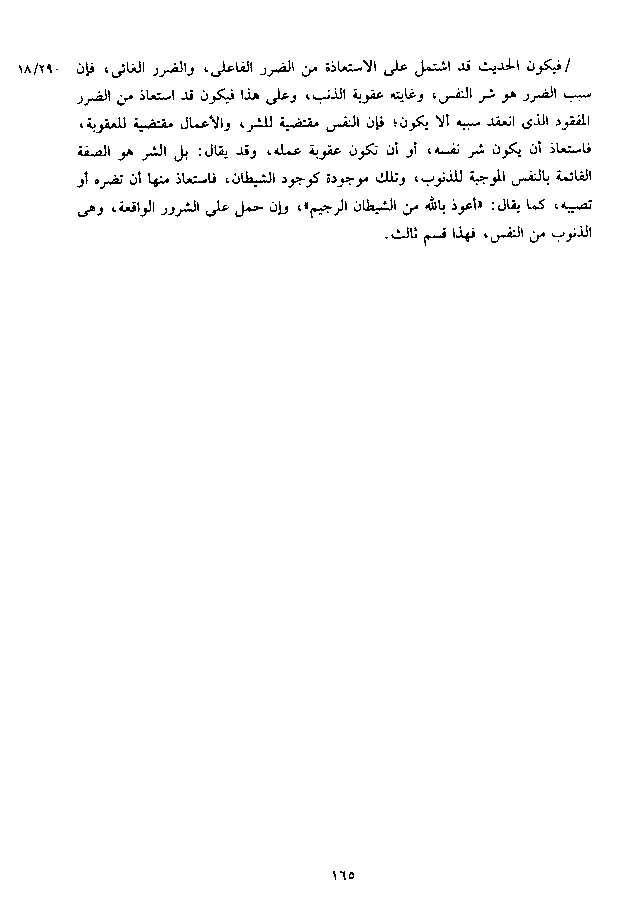 / فيكون الحديث قد اشتمل على الاستعاذة من الضرر الفاعلى، والضرر الغائى، فإن ١٨/٢٩٠
سبب الضرر هو شر النفس، وغايته عقوبة الذنب، وعلى هذا فيكون قد استعاذ من الضرر
المفقود الذى انعقد سببه ألا يكون؛ فإن النفس مقتضية للشر، والأعمال مقتضية للعقوبة،
فاستعاذ أن يكون شر نفسه، أو أن تكون عقوبة عمله، وقد يقال: بل الشر هو الصفة
القائمة بالنفس الموجبة للذنوب، وتلك موجودة كوجود الشيطان، فاستعاذ منها أن تضره أو
تصيبه، كما يقال: «أعوذ بالله من الشيطان الرجيم»، وإن حمل على الشرور الواقعة، وهى
الذنوب من النفس، فهذا قسم ثالث.
١٦٥